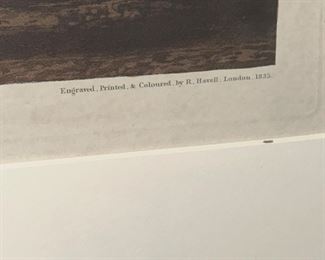 Engraved, Printed, & Coloured, by R. Havell, London, 1835.